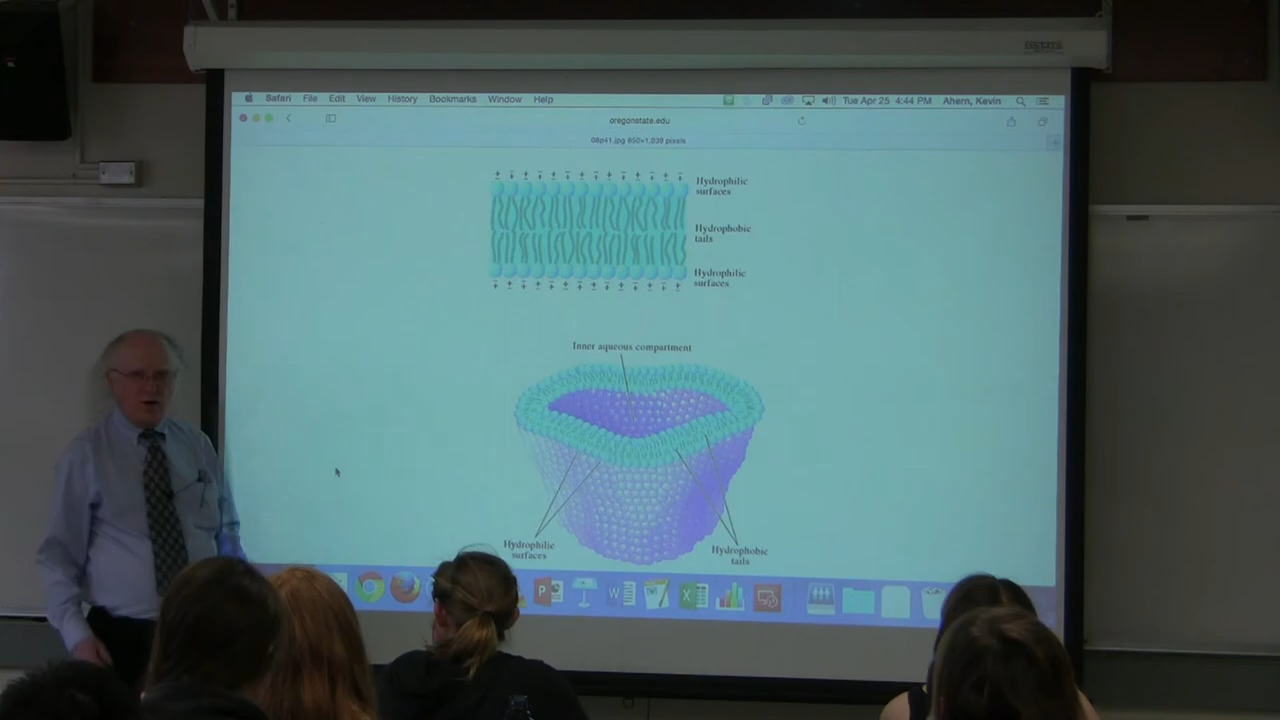 Safari File Edit View History Bookmarks Window Help Tue Apr 25 4:44 PM Ahern, Kevin
oregonstate.edu
08p41.jpg 850×1,039 pixels
Hydrophilic
surfaces
Hydrophobic
tails
Hydrophilic
surfaces
Inner aqueous compartment
Hydrophilic
surfaces
Hydrophobic
tails